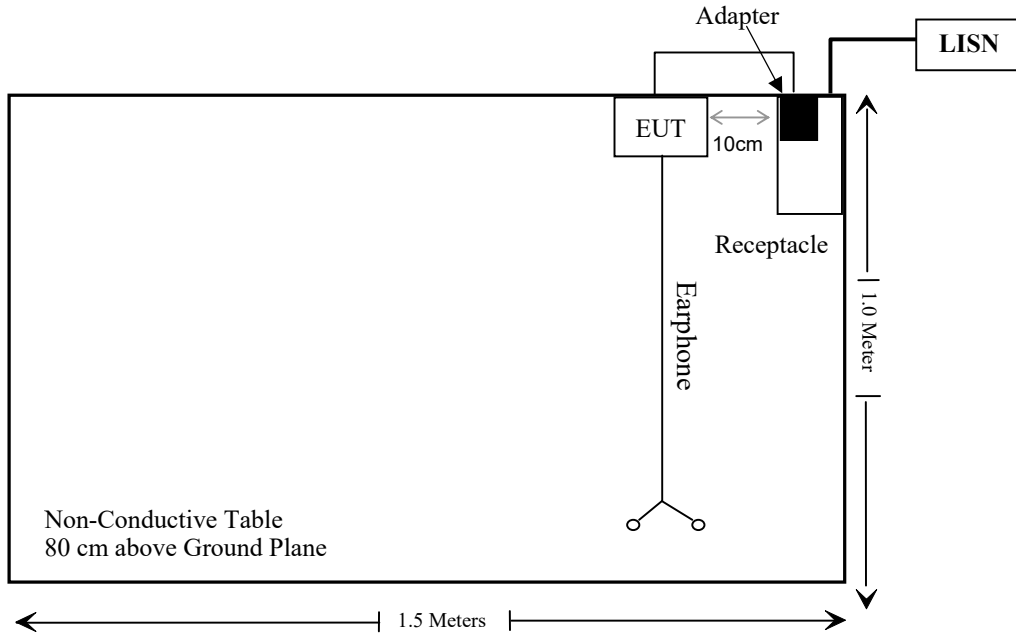 Adapter
LISN
EUT
10cm
Receptacle
Earphone
1.0 Meter
Non-Conductive Table
80 cm above Ground Plane
1.5 Meters